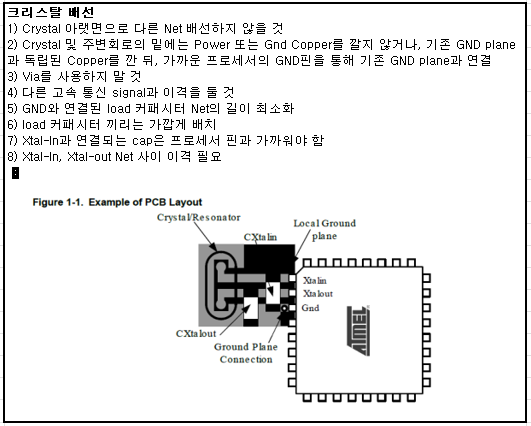 크리스탈 배선
1) Crystal 아랫면으로 다른 Net 배선하지 않을 것
2) Crystal 및 주변회로의 밑에는 Power 또는 Gnd Copper를 깔지 않거나, 기존 GND plane
과 독립된 Copper를 깐 뒤, 가까운 프로세서의 GND핀을 통해 기존 GND plane과 연결
3) Via를 사용하지 말 것
4) 다른 고속 통신 signal과 이격을 둘 것
5) GND와 연결된 load 커패시터 Net의 길이 최소화
6) load 커패시터 끼리는 가깝게 배치
7) Xtal-In과 연결되는 cap은 프로세서 핀과 가까워야 함
8) Xtal-In, Xtal-out Net 사이 이격 필요
Figure 1-1. Example of PCB Layout
Crystal/Resonator
CXtalin
Local Ground
plane
Xtalin
Xtalout
Gnd
ATMEL
CXtalout
Ground Plane
Connection